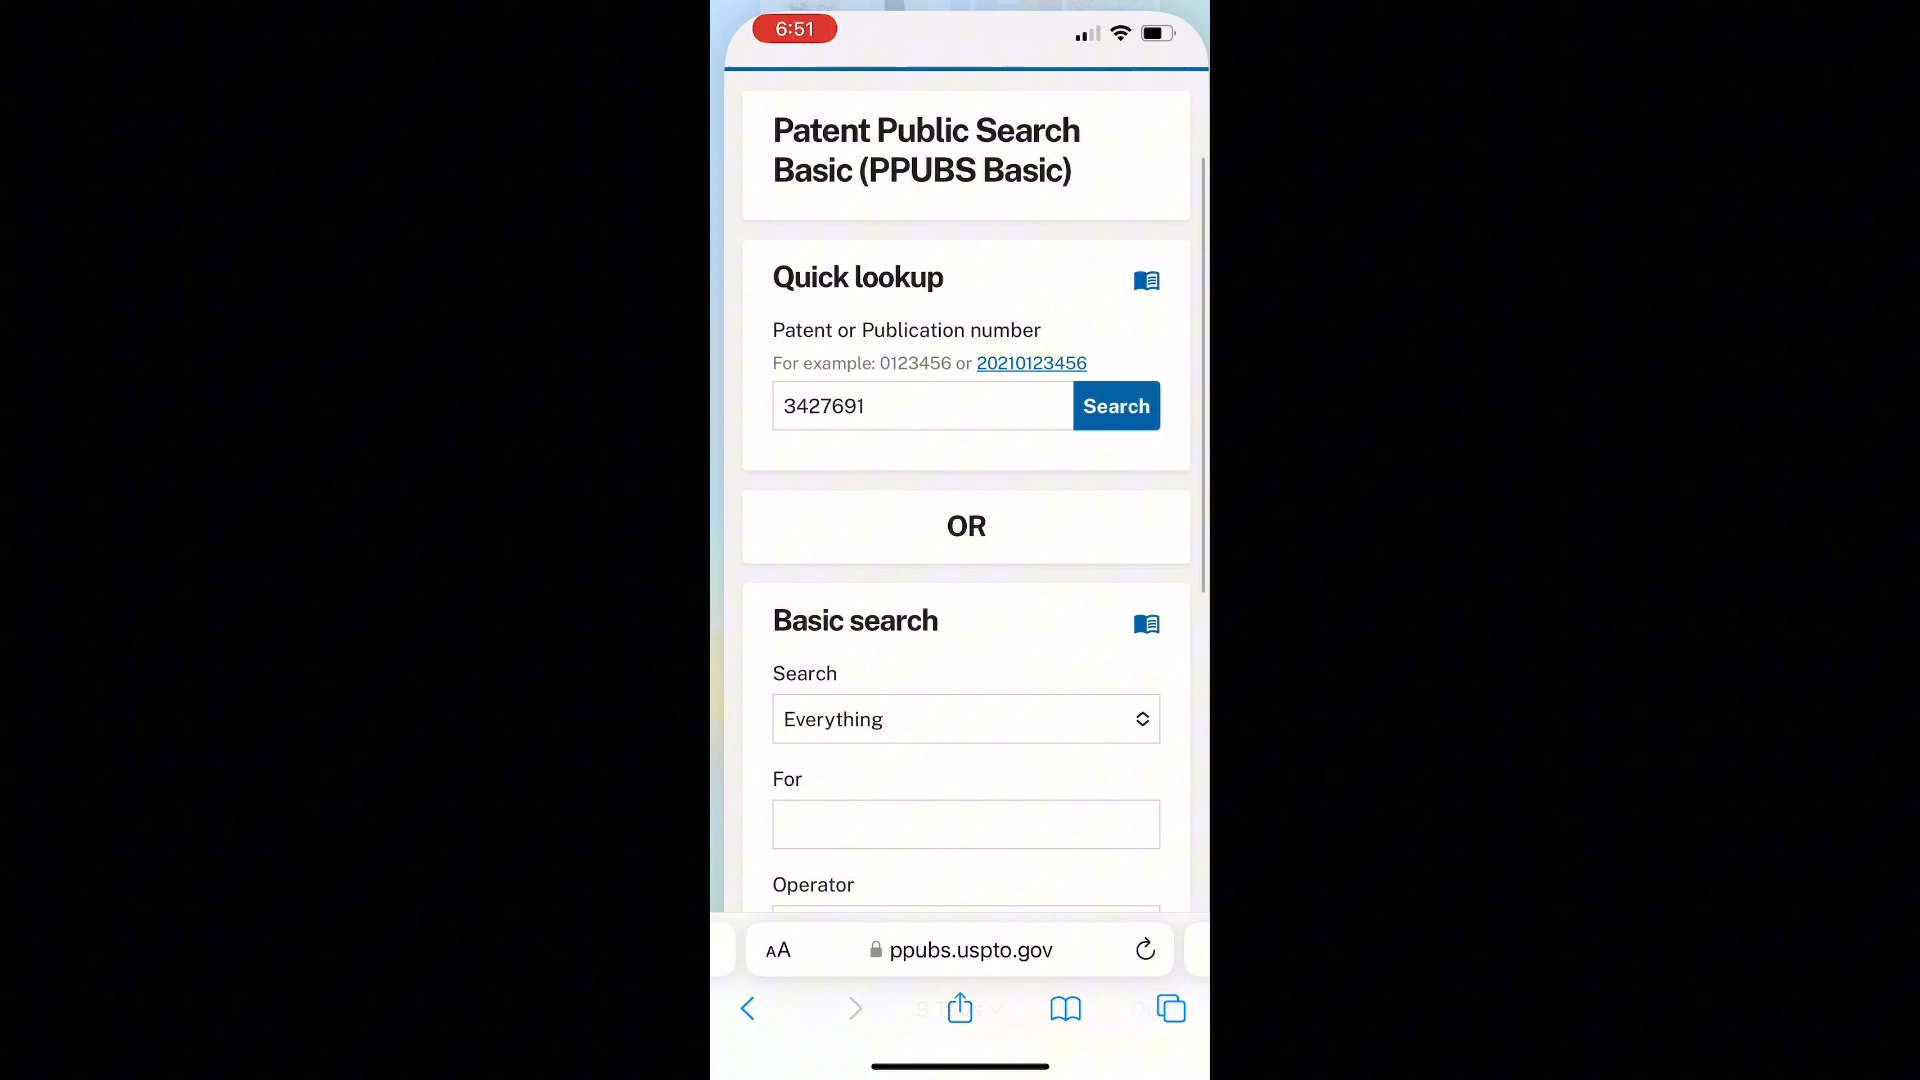 6:51
Patent Public Search
Basic (PPUBS Basic)
Quick lookup
Patent or Publication number
For example: 0123456 or 20210123456
3427691 Search
OR
Basic search
Search
Everything
For
Operator
AA ppubs.uspto.gov